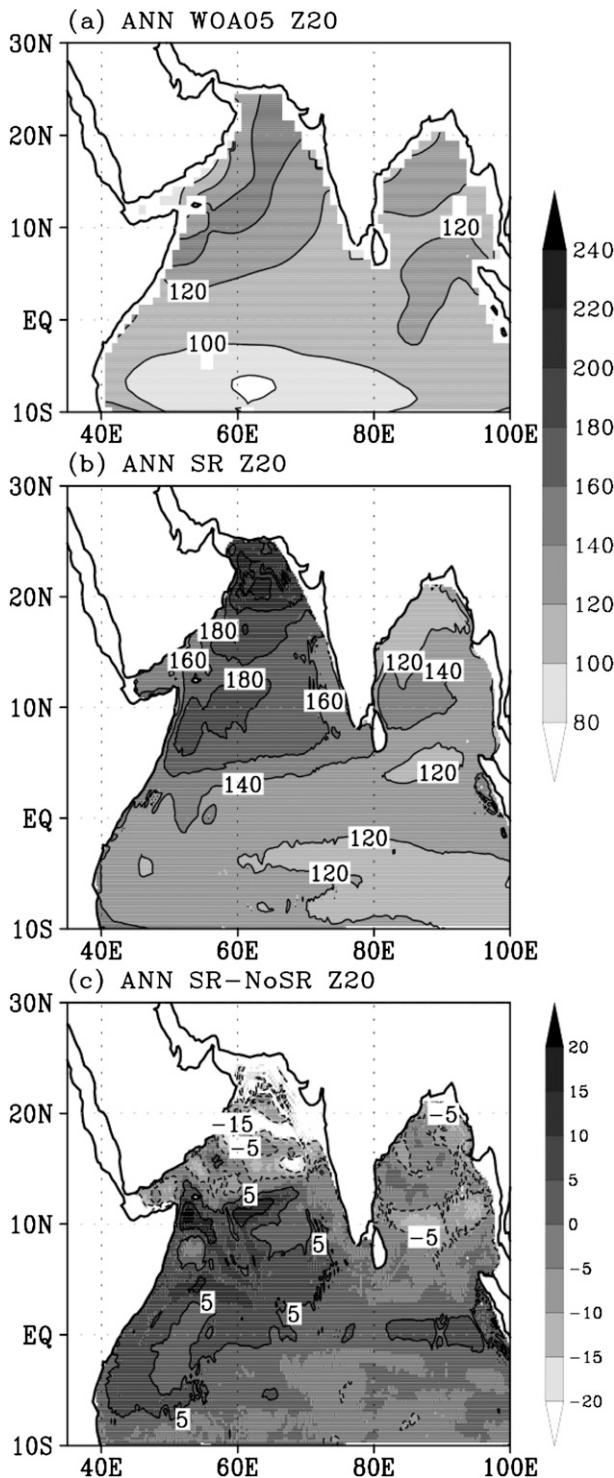 (a) ANN WOA05 Z20
30N
20N
10N
EQ
10S
120
120
100
40E 60E 80E 100E
240
220
200
180
160
140
120
100
80
(b) ANN SR Z20
30N
20N
10N
EQ
10S
180
160
180
160
120
140
140
120
120
120
40E 60E 80E 100E
(c) ANN SR-NoSR Z20
30N
20N
10N
EQ
10S
-15
-5
-5
5
5
-5
5
5
5
40E 60E 80E 100E
20
15
10
5
0
-5
-10
-15
-20